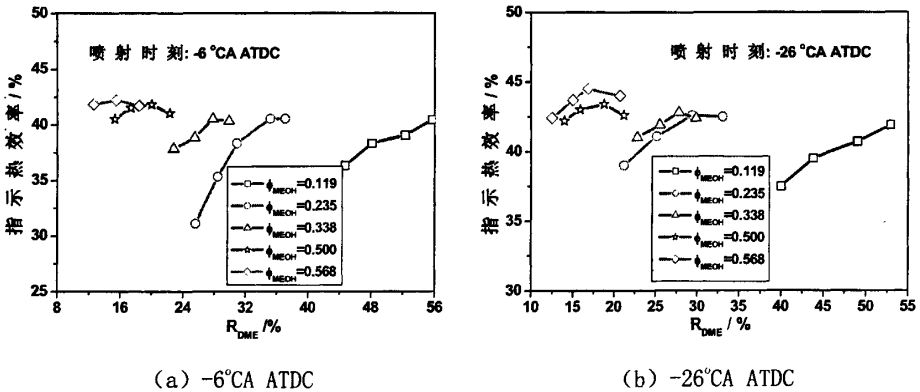 50
45
40
35
30
25
指示热效率/%
喷射时刻:-6°CA ATDC
ϕMEOH=0.119
ϕMEOH=0.235
ϕMEOH=0.338
ϕMEOH=0.500
ϕMEOH=0.568
8 16 24 32 40 48 56
RDME /%
(a) -6°CA ATDC
50
45
40
35
30
指示热效率/%
喷射时刻:-26°CA ATDC
ϕMEOH=0.119
ϕMEOH=0.235
ϕMEOH=0.338
ϕMEOH=0.500
ϕMEOH=0.568
10 15 20 25 30 35 40 45 50 55
RDME / %
(b) -26°CA ATDC